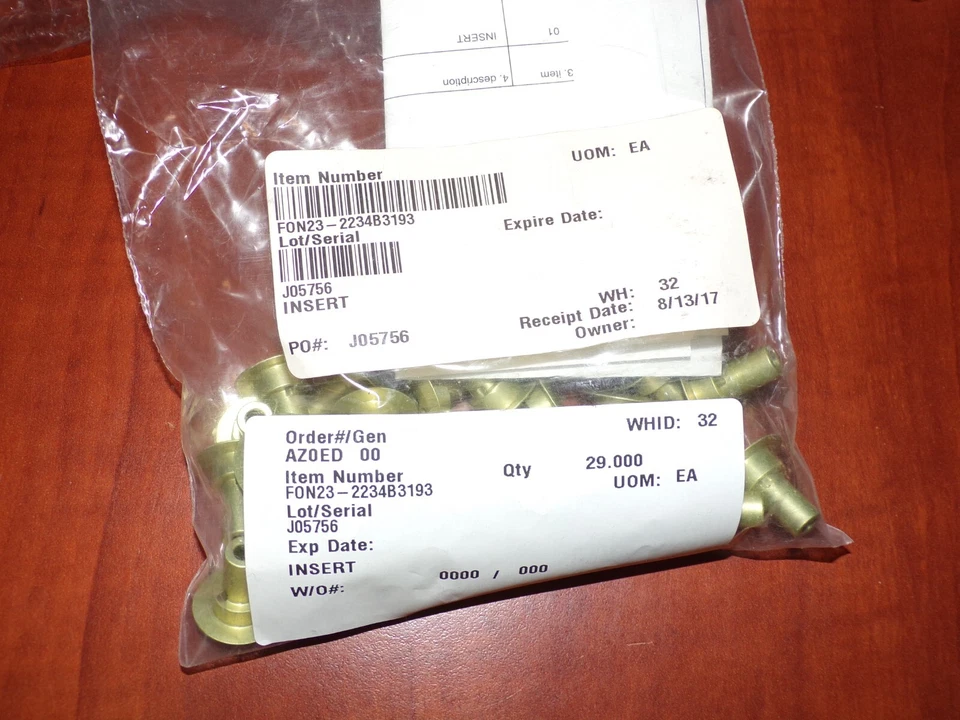 01 INSERT
3. item 4. description
UOM: EA
Item Number
FON23-2234B3193
Lot/Serial
Expire Date:
J05756
INSERT
WH: 32
Receipt Date: 8/13/17
Owner:
PO#: J05756
Order#/Gen
WHID: 32
AZ0ED 00
Item Number
Qty 29.000
FON23-2234B3193
UOM: EA
Lot/Serial
J05756
Exp Date:
INSERT
0000 / 000
W/O#: